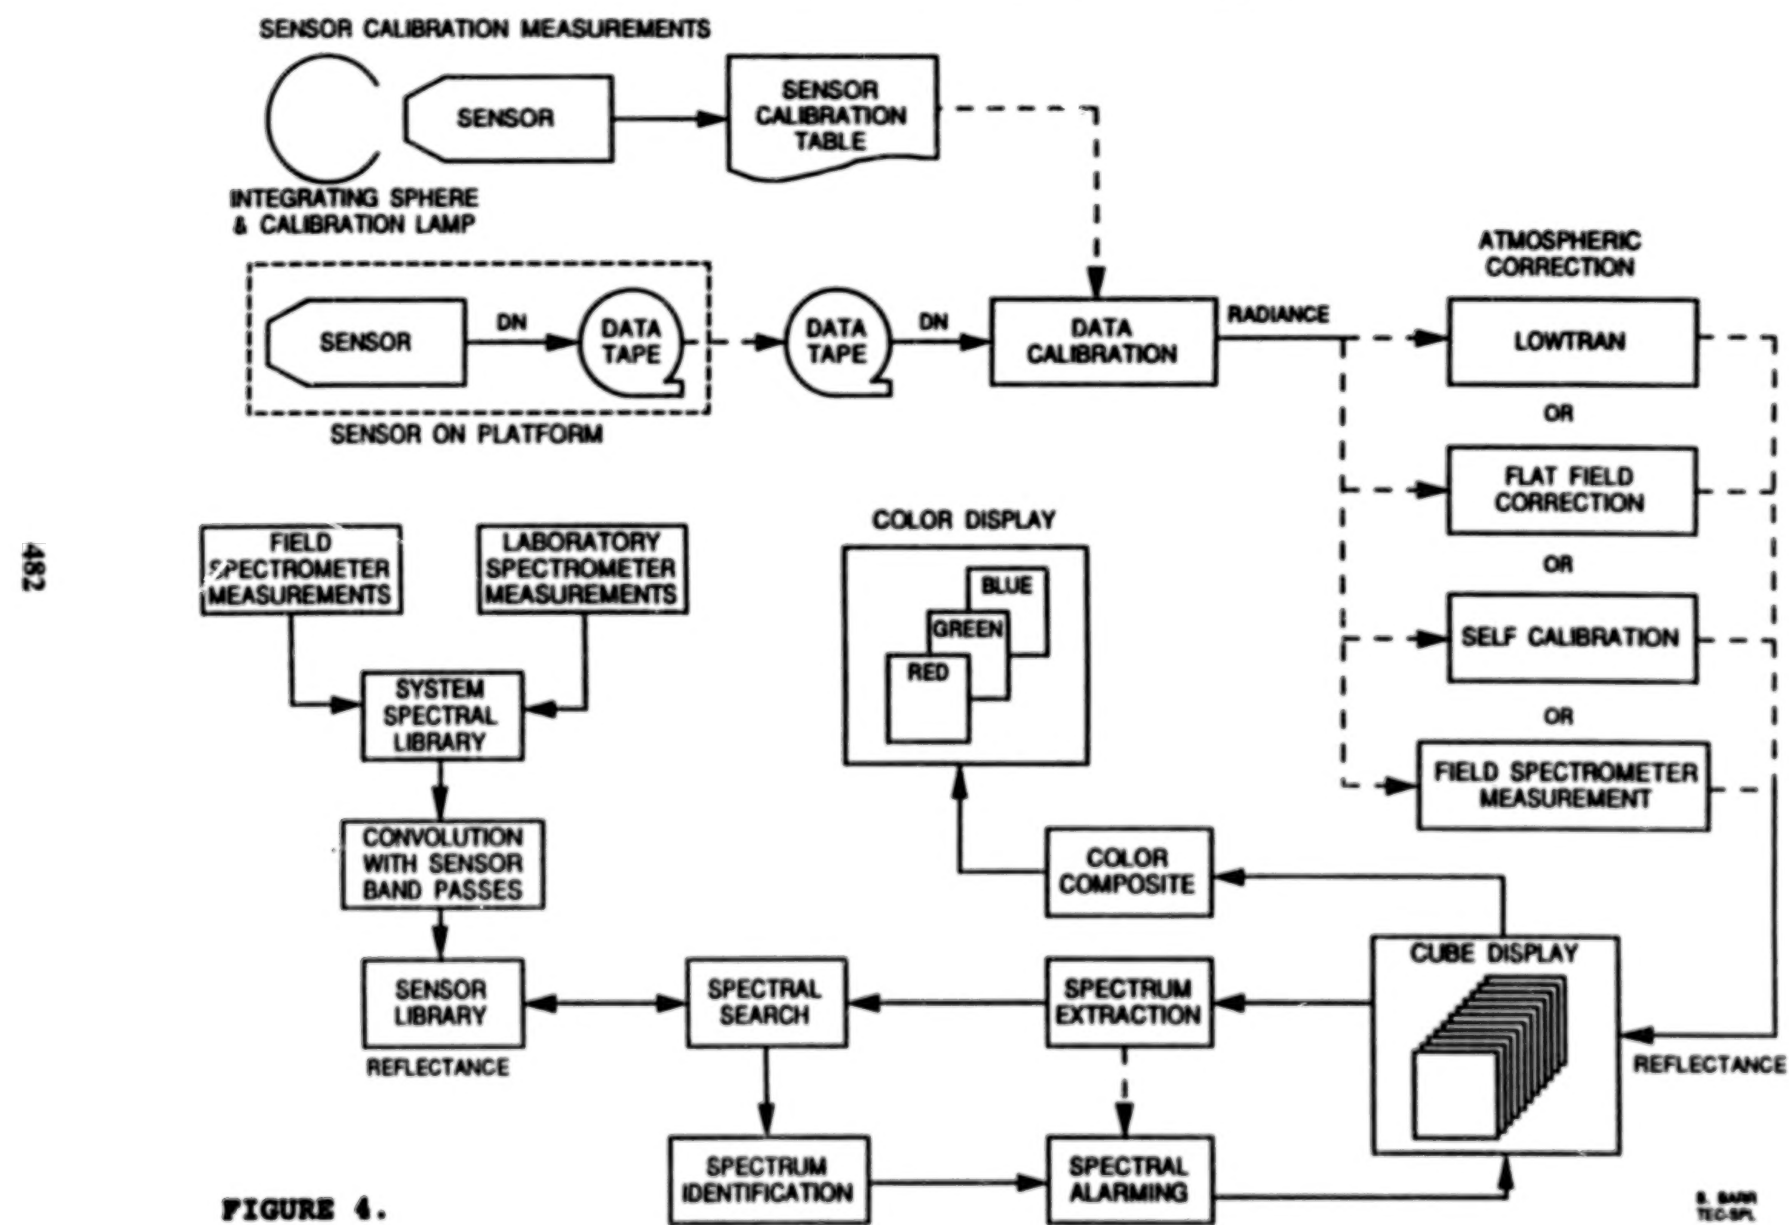 SENSOR CALIBRATION MEASUREMENTS
SENSOR
SENSOR
CALIBRATION
TABLE
INTEGRATING SPHERE
& CALIBRATION LAMP
SENSOR
DN
DATA
TAPE
DATA
TAPE
DN
DATA
CALIBRATION
RADIANCE
SENSOR ON PLATFORM
ATMOSPHERIC
CORRECTION
LOWTRAN
OR
FLAT FIELD
CORRECTION
OR
SELF CALIBRATION
OR
FIELD SPECTROMETER
MEASUREMENT
482
FIELD
SPECTROMETER
MEASUREMENTS
LABORATORY
SPECTROMETER
MEASUREMENTS
SYSTEM
SPECTRAL
LIBRARY
CONVOLUTION
WITH SENSOR
BAND PASSES
SENSOR
LIBRARY
REFLECTANCE
COLOR DISPLAY
BLUE
GREEN
RED
COLOR
COMPOSITE
SPECTRAL
SEARCH
SPECTRUM
EXTRACTION
CUBE DISPLAY
REFLECTANCE
SPECTRUM
IDENTIFICATION
SPECTRAL
ALARMING
FIGURE 4.
S. BARR
TEC-SPL